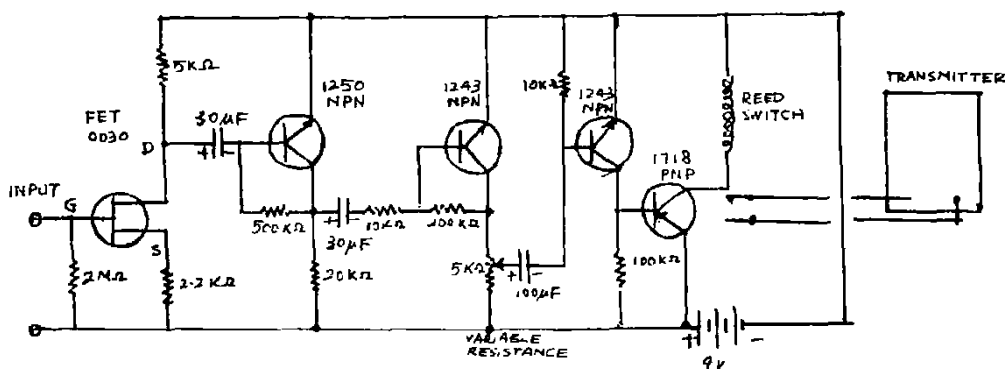 5KΩ
FET
0030
D
30µF
+ -
1250
NPN
1243
NPN
10KΩ
1243
NPN
REED
SWITCH
TRANSMITTER
1718
PNP
INPUT
G
S
2MΩ
2.2KΩ
500KΩ
+ -
30µF
20KΩ
100KΩ
5KΩ
+ -
100µF
100KΩ
VARIABLE
RESISTANCE
+ -
9V